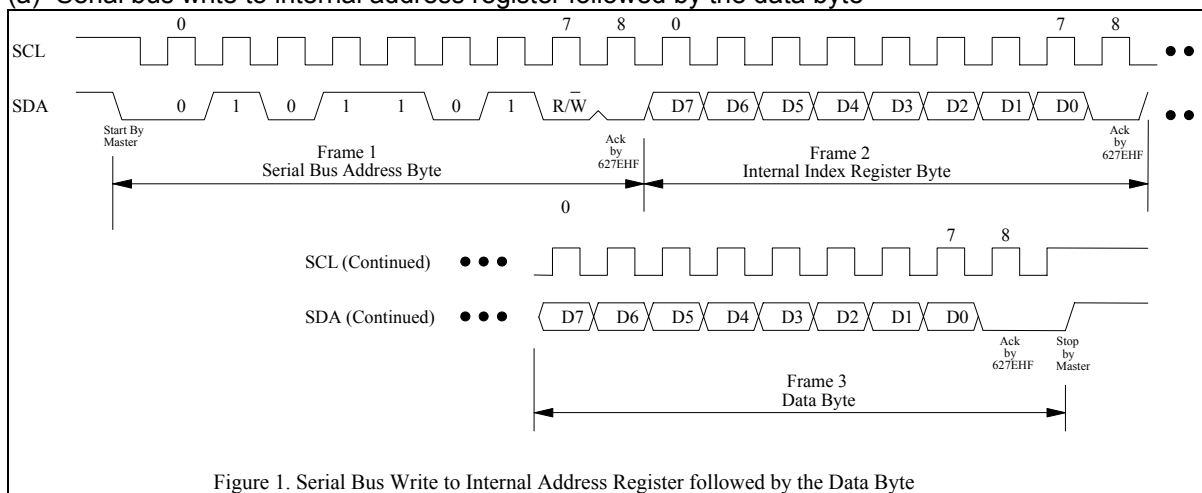 (a) Serial bus write to internal address register followed by the data byte
0 7 8 0 7 8
SCL
SDA 0 1 0 1 1 0 1 R/W̅ D7 D6 D5 D4 D3 D2 D1 D0
Start By
Master
Ack
by
627EHF
Ack
by
627EHF
Frame 1
Serial Bus Address Byte
Frame 2
Internal Index Register Byte
0 7 8
SCL (Continued)
SDA (Continued) D7 D6 D5 D4 D3 D2 D1 D0
Ack
by
627EHF
Stop
by
Master
Frame 3
Data Byte
Figure 1. Serial Bus Write to Internal Address Register followed by the Data Byte